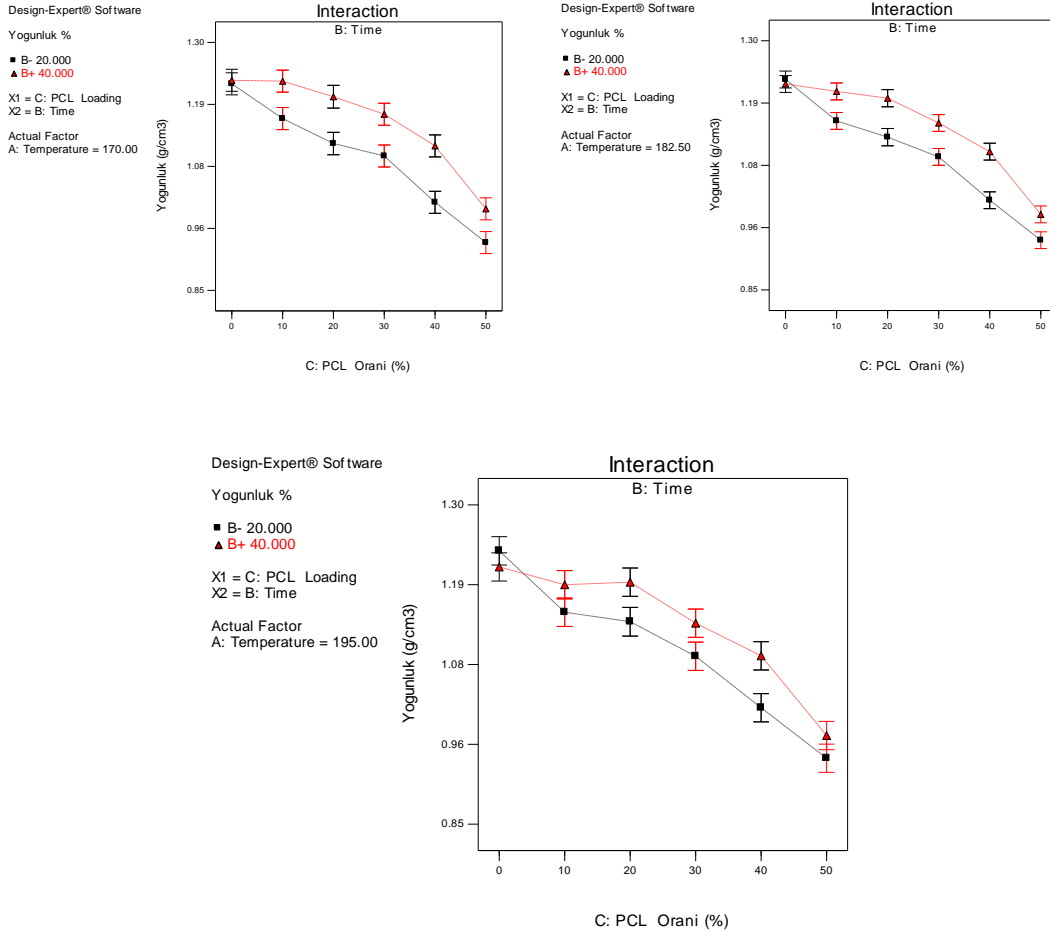 Design-Expert® Software
Yogunluk %
B- 20.000
B+ 40.000
X1 = C: PCL Loading
X2 = B: Time
Actual Factor
A: Temperature = 170.00
Interaction
B: Time
1.30
1.19
1.08
0.96
0.85
Yogunluk (g/cm3)
0 10 20 30 40 50
C: PCL Orani (%)
Design-Expert® Software
Yogunluk %
B- 20.000
B+ 40.000
X1 = C: PCL Loading
X2 = B: Time
Actual Factor
A: Temperature = 182.50
Interaction
B: Time
1.30
1.19
1.08
0.96
0.85
Yogunluk (g/cm3)
0 10 20 30 40 50
C: PCL Orani (%)
Design-Expert® Software
Yogunluk %
B- 20.000
B+ 40.000
X1 = C: PCL Loading
X2 = B: Time
Actual Factor
A: Temperature = 195.00
Interaction
B: Time
1.30
1.19
1.08
0.96
0.85
Yogunluk (g/cm3)
0 10 20 30 40 50
C: PCL Orani (%)